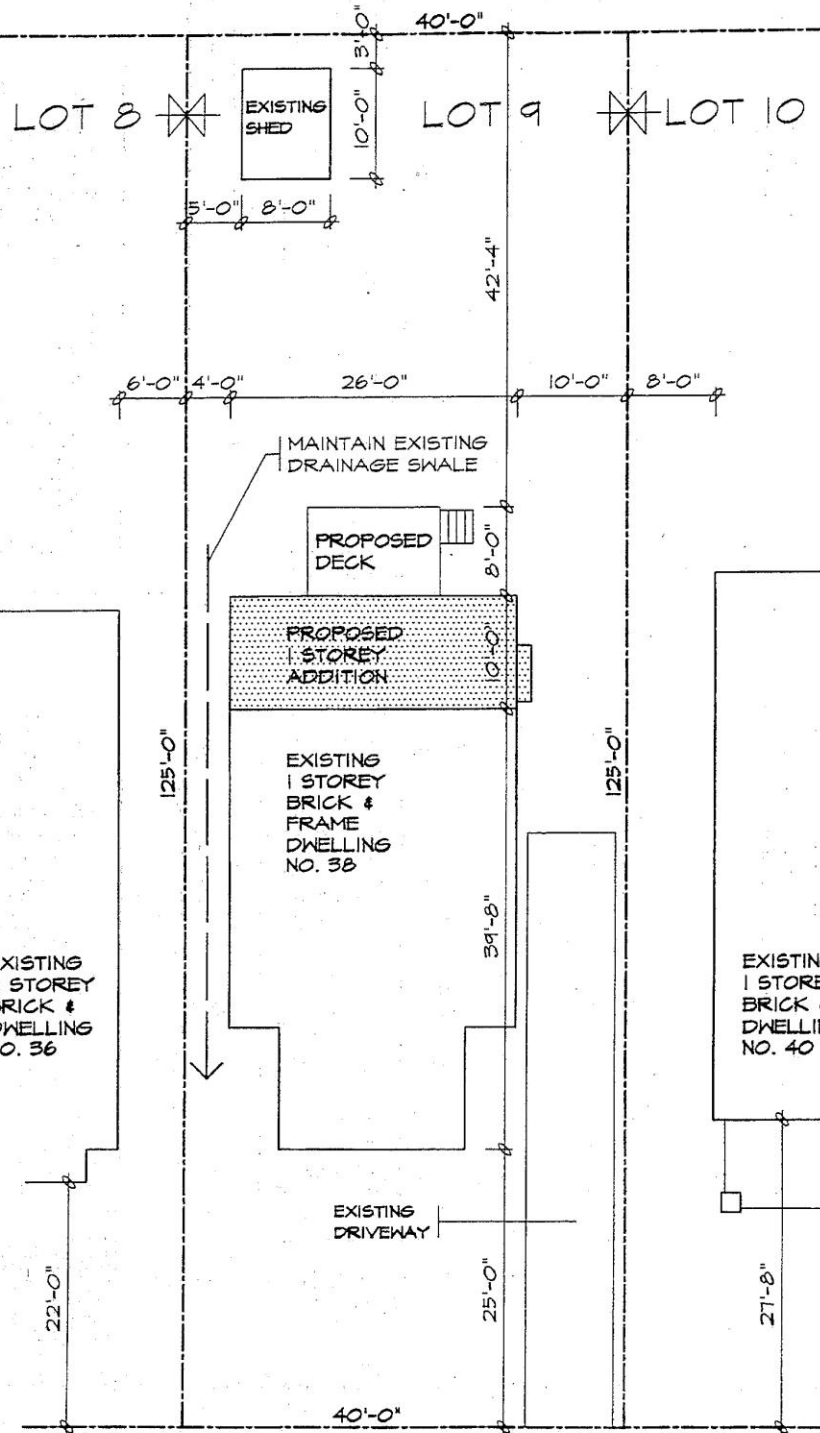 40'-0"
3'-0"
LOT 8
EXISTING
SHED
10'-0"
LOT 9
LOT 10
5'-0"
8'-0"
42'-4"
6'-0"
4'-0"
26'-0"
10'-0"
8'-0"
MAINTAIN EXISTING
DRAINAGE SWALE
PROPOSED
DECK
8'-0"
PROPOSED
1 STOREY
ADDITION
10'-0"
125'-0"
125'-0"
EXISTING
1 STOREY
BRICK &
FRAME
DWELLING
NO. 38
39'-8"
XISTING
STOREY
BRICK &
DWELLING
O. 36
EXISTIN
1 STORE
BRICK
DWELLI
NO. 40
EXISTING
DRIVEWAY
22'-0"
25'-0"
27'-8"
40'-0"